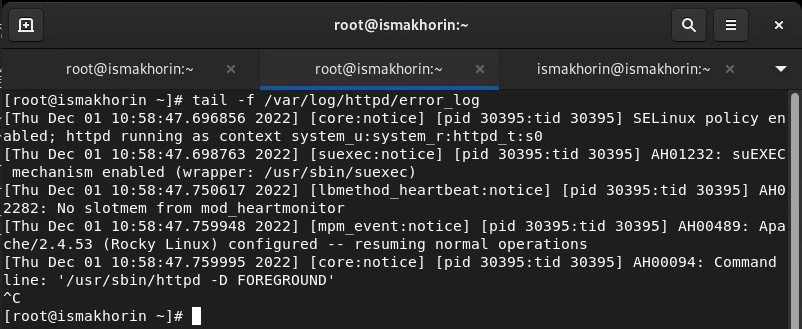 root@ismakhorin:~
root@ismakhorin:~
root@ismakhorin:~
ismakhorin@ismakhorin:~
[root@ismakhorin ~]# tail -f /var/log/httpd/error_log
[Thu Dec 01 10:58:47.696856 2022] [core:notice] [pid 30395:tid 30395] SELinux policy en
abled; httpd running as context system_u:system_r:httpd_t:s0
[Thu Dec 01 10:58:47.698763 2022] [suexec:notice] [pid 30395:tid 30395] AH01232: suEXEC
 mechanism enabled (wrapper: /usr/sbin/suexec)
[Thu Dec 01 10:58:47.750617 2022] [lbmethod_heartbeat:notice] [pid 30395:tid 30395] AH0
2282: No slotmem from mod_heartmonitor
[Thu Dec 01 10:58:47.759948 2022] [mpm_event:notice] [pid 30395:tid 30395] AH00489: Apa
che/2.4.53 (Rocky Linux) configured -- resuming normal operations
[Thu Dec 01 10:58:47.759995 2022] [core:notice] [pid 30395:tid 30395] AH00094: Command
line: '/usr/sbin/httpd -D FOREGROUND'
^C
[root@ismakhorin ~]#